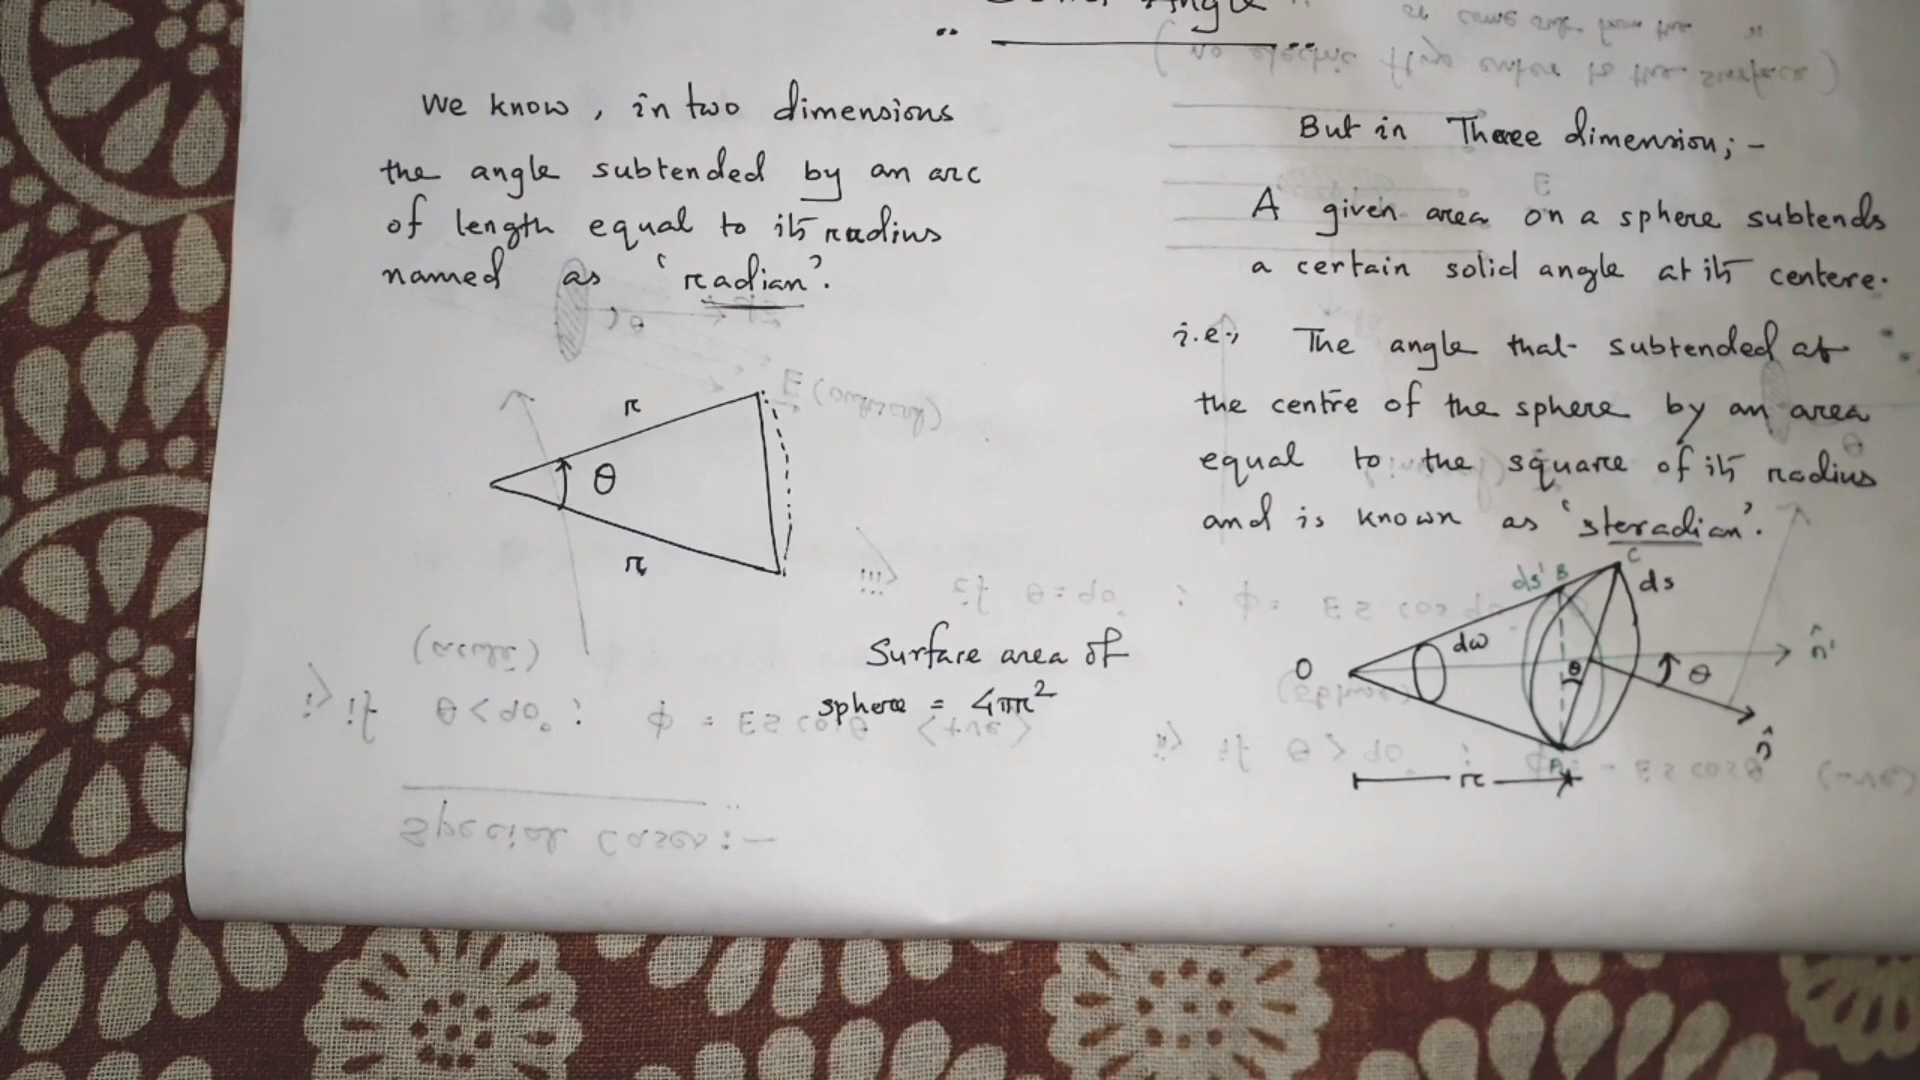 Angle
We know, in two dimensions
the angle subtended by an arc
of length equal to its radius
named as 'radian'.
r
θ
r
Surface area of
sphere = 4πr²
But in Three dimension;-
A given area on a sphere subtends
a certain solid angle at its centere.
i.e., The angle that subtended at
the centre of the sphere by an area
equal to the square of its radius
and is known as 'steradian'.
ds' B C ds
O dω θ θ n̂'
n̂
A
r